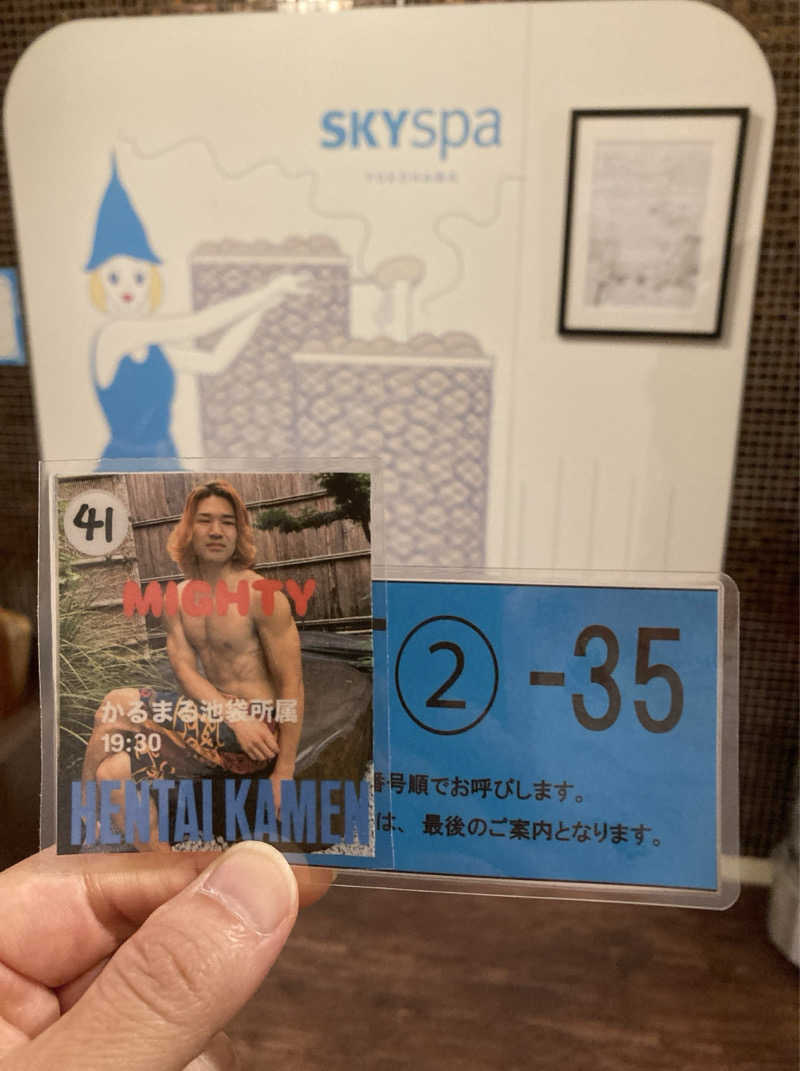 SKYspa
YOKOHAMA
41
MIGHTY
かるまる池袋所属
19:30
HENTAI KAMEN
② -35
番号順でお呼びします。
は、最後のご案内となります。